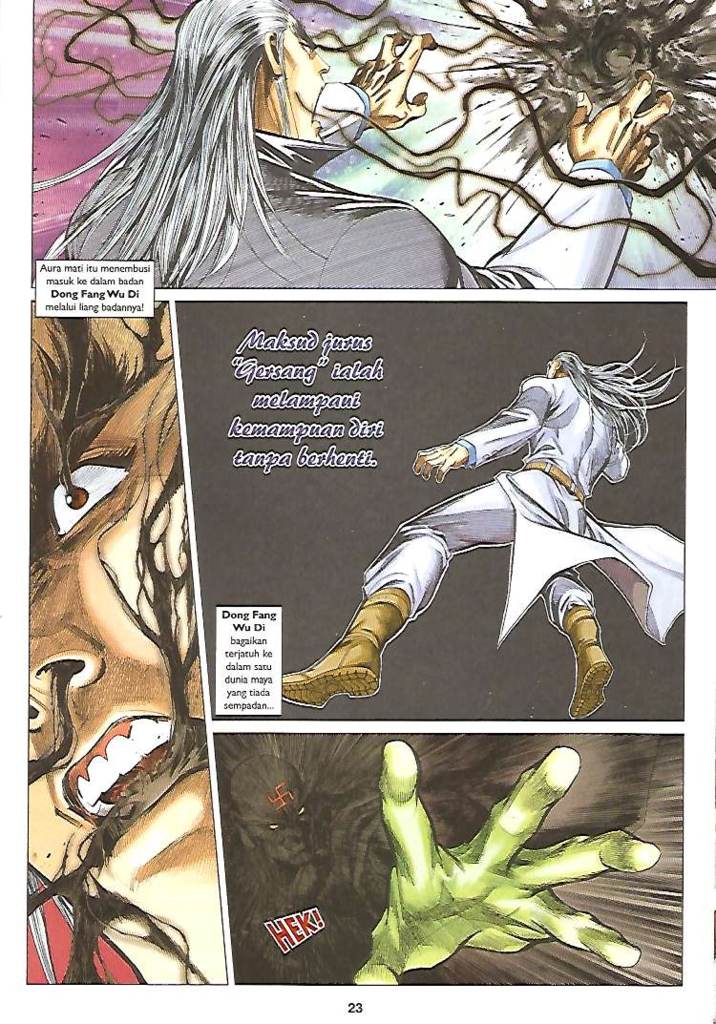 Aura mati itu menembusi
masuk ke dalam badan
Dong Fang Wu Di
melalui liang badannya!
Maksud jurus
"Gersang" ialah
melampani
kemampuan diri
tanpa berhenti.
Dong Fang
Wu Di
bagaikan
terjatuh ke
dalam satu
dunia maya
yang tiada
sempadan...
HEK!
23